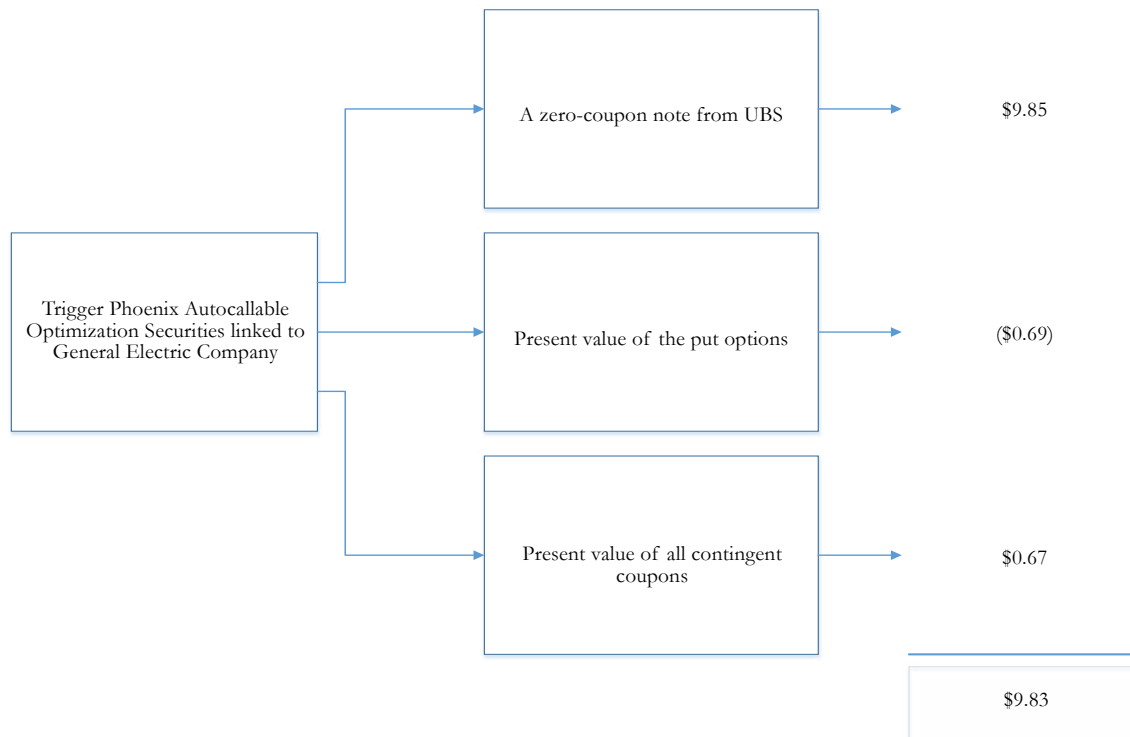 A zero-coupon note from UBS
$9.85
Trigger Phoenix Autocallable
Optimization Securities linked to
General Electric Company
Present value of the put options
($0.69)
Present value of all contingent
coupons
$0.67
$9.83